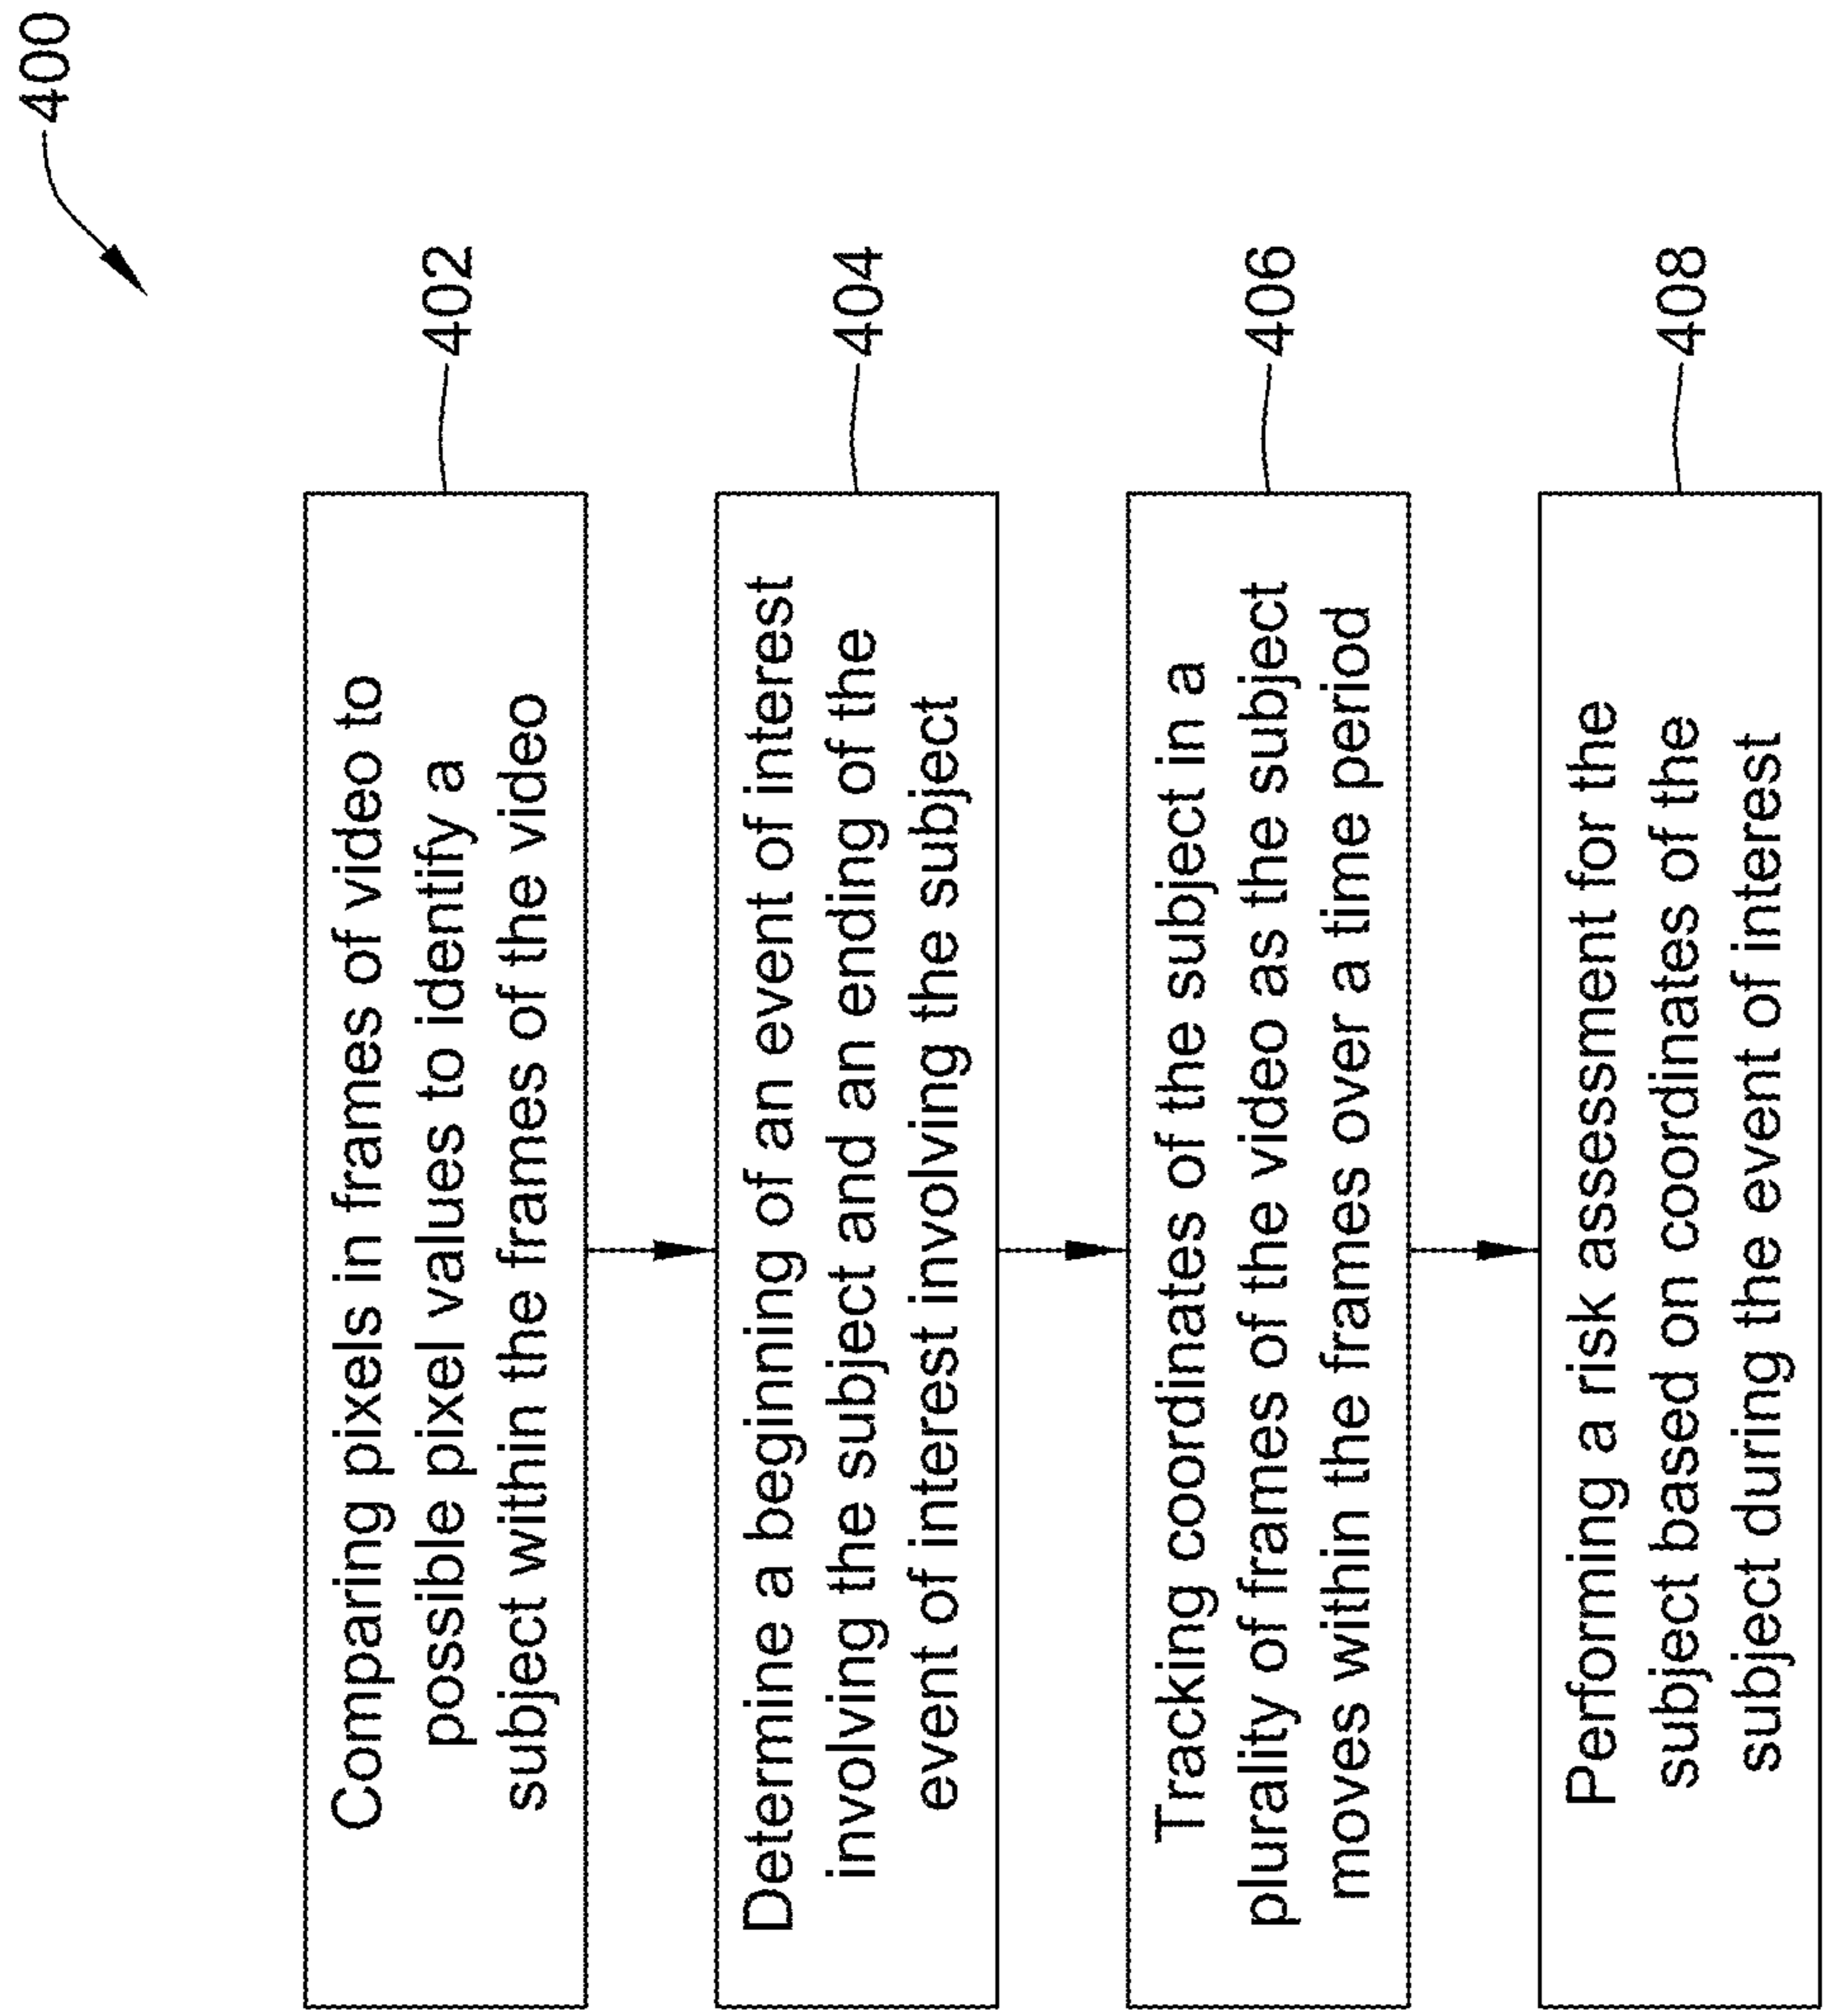 400
Comparing pixels in frames of video to
possible pixel values to identify a
subject within the frames of the video
402
Determine a beginning of an event of interest
involving the subject and an ending of the
event of interest involving the subject
404
Tracking coordinates of the subject in a
plurality of frames of the video as the subject
moves within the frames over a time period
406
Performing a risk assessment for the
subject based on coordinates of the
subject during the event of interest
408